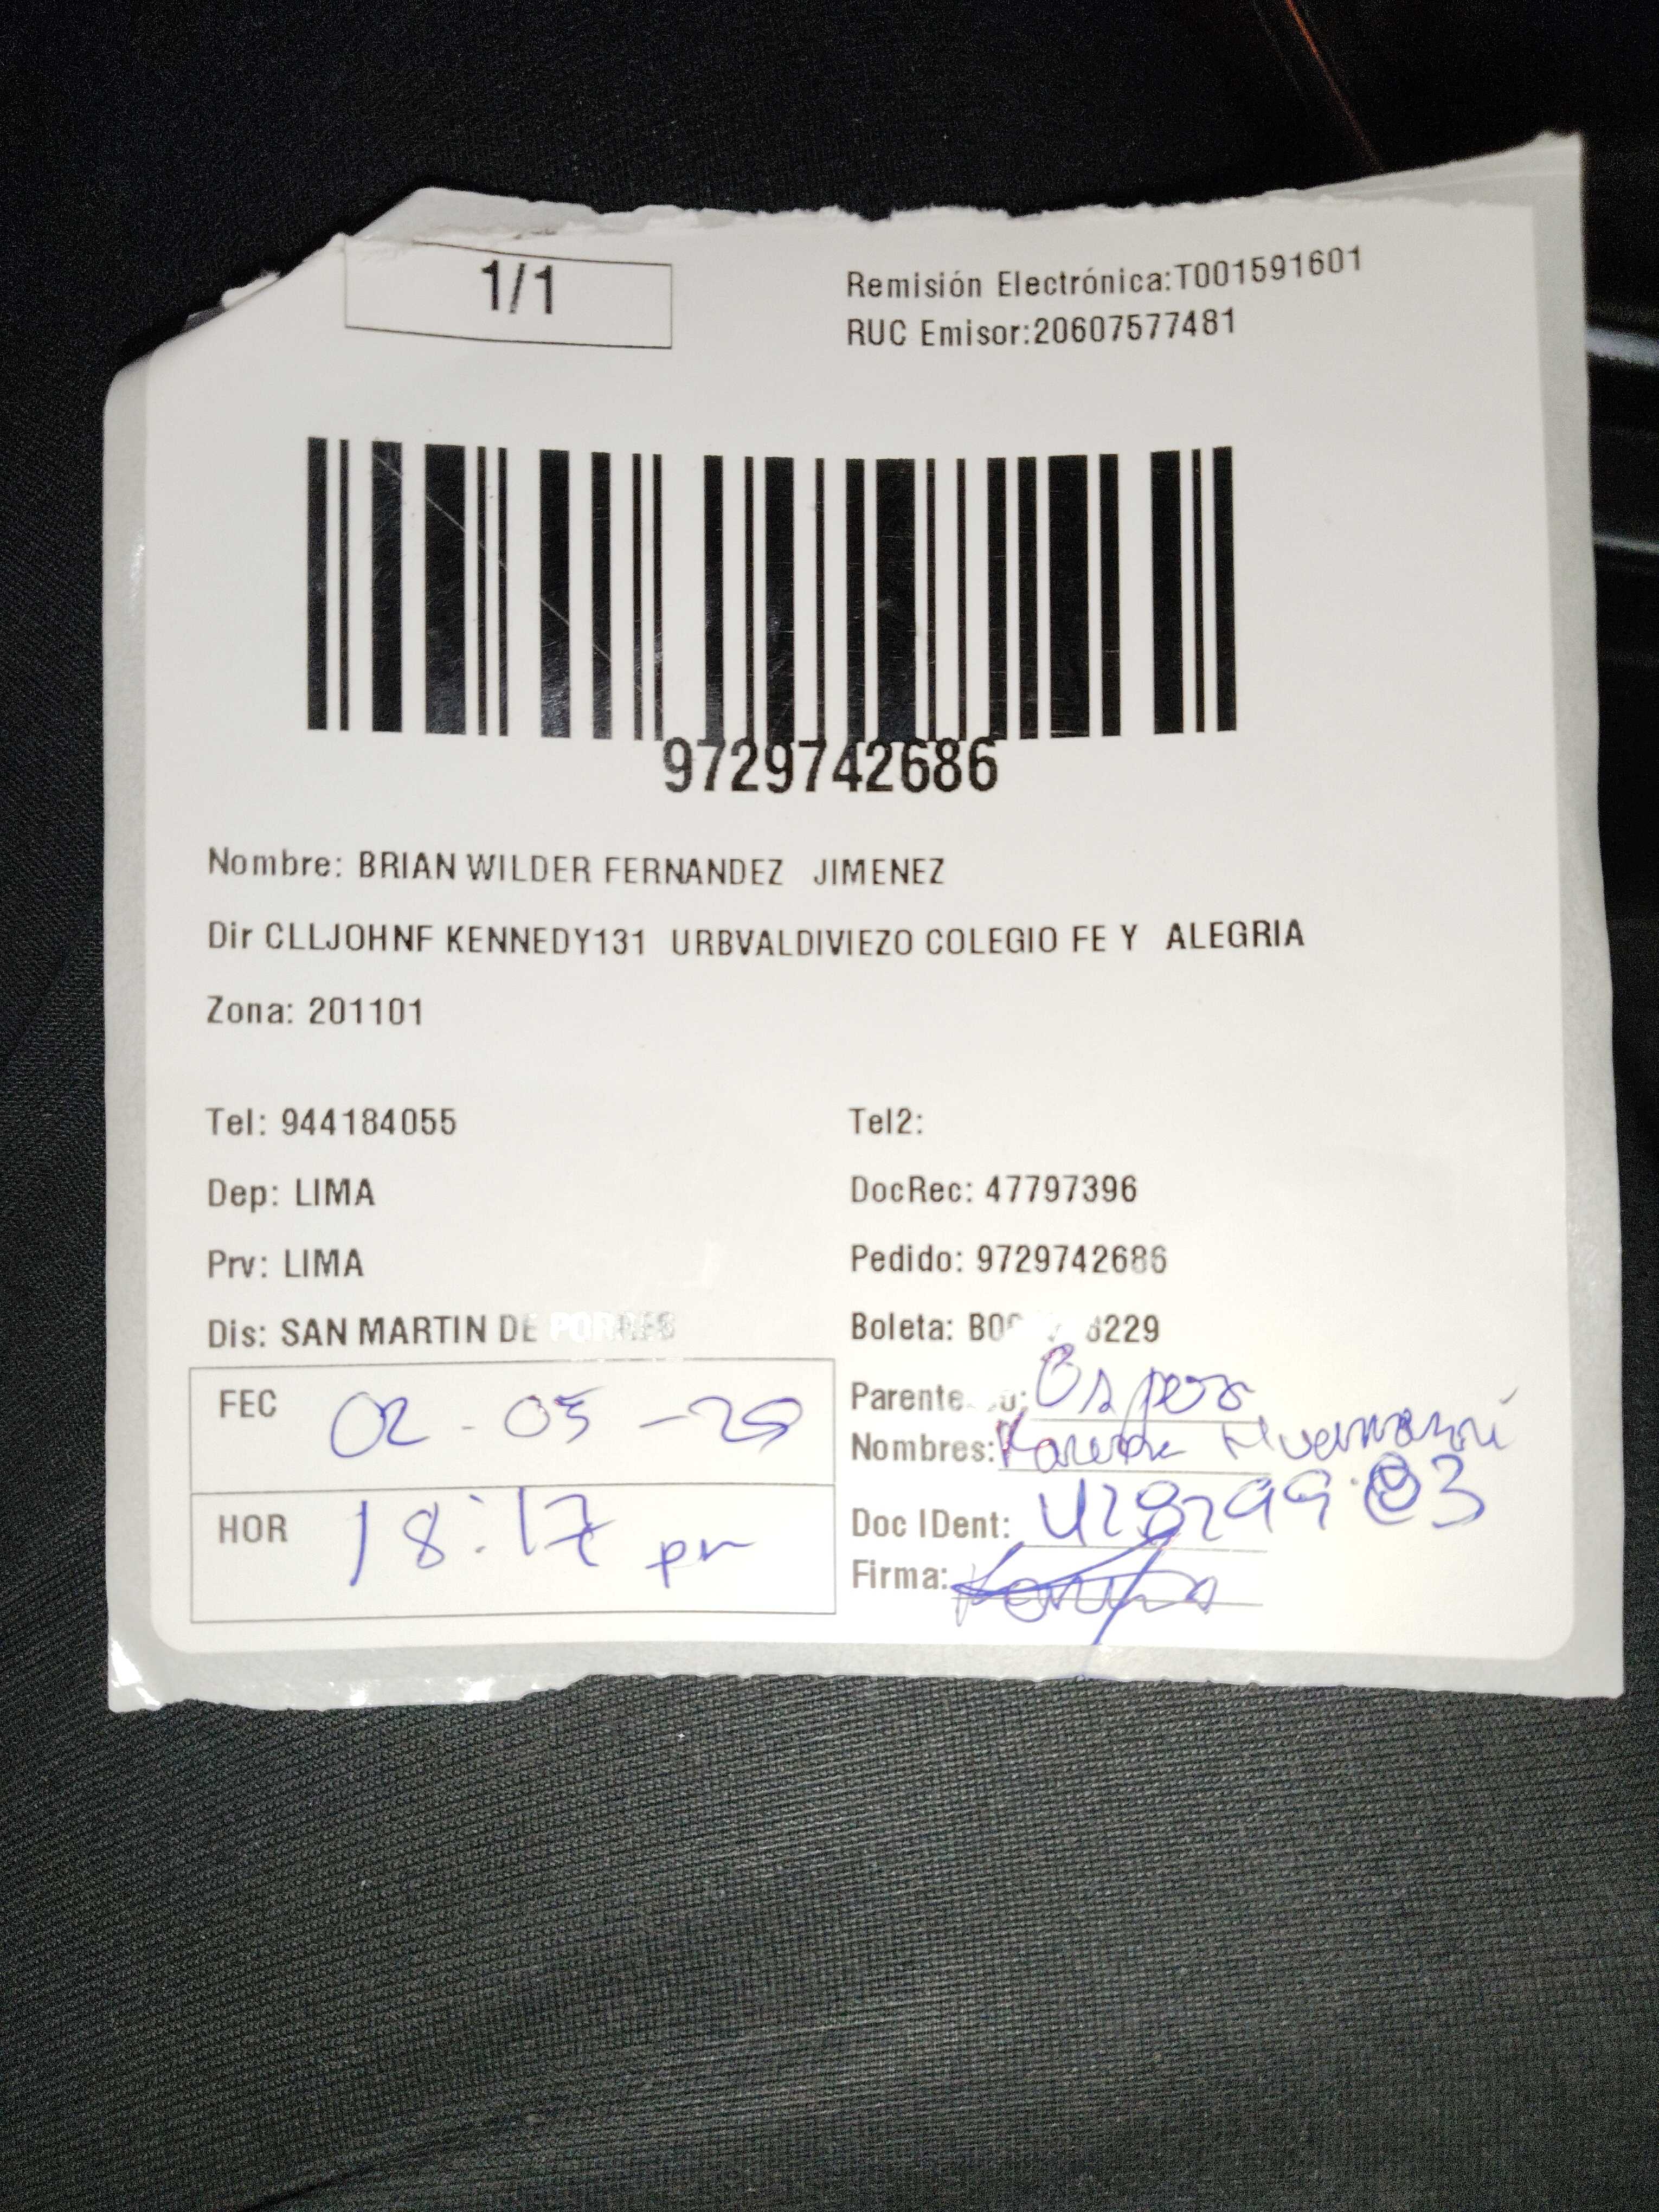 1/1
Remisión Electrónica:T001591601
RUC Emisor:20607577481
9729742686
Nombre: BRIAN WILDER FERNANDEZ JIMENEZ
Dir CLLJOHNF KENNEDY131 URBVALDIVIEZO COLEGIO FE Y ALEGRIA
Zona: 201101
Tel: 944184055
Tel2:
Dep: LIMA
DocRec: 47797396
Prv: LIMA
Pedido: 9729742686
Dis: SAN MARTIN DE PORRES
Boleta:
FEC 02-05-25
HOR 18:17 pm
Nombres:
Doc IDent:
Firma: